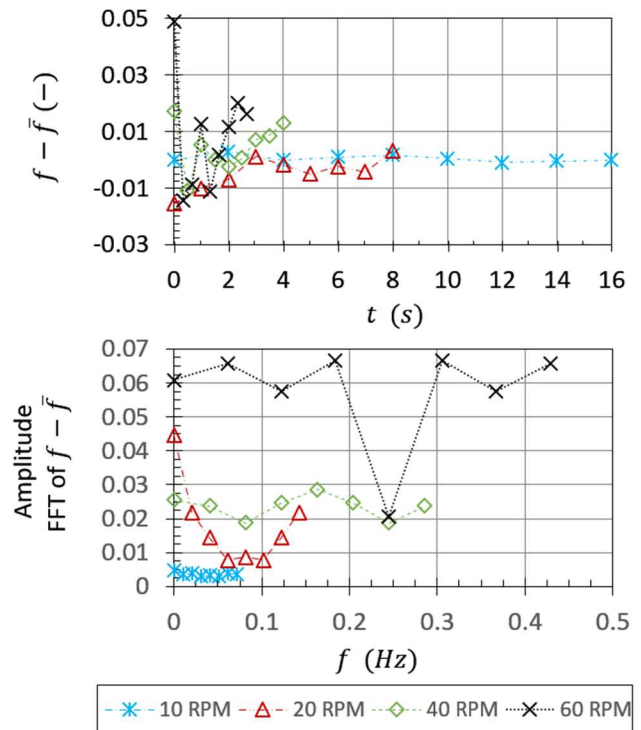 0.05
0.03
0.01
-0.01
-0.03
f − f̄ (−)
0 2 4 6 8 10 12 14 16
t (s)
0.07
0.06
0.05
0.04
0.03
0.02
0.01
0
Amplitude
FFT of f − f̄
0 0.1 0.2 0.3 0.4 0.5
f (Hz)
10 RPM 20 RPM 40 RPM 60 RPM